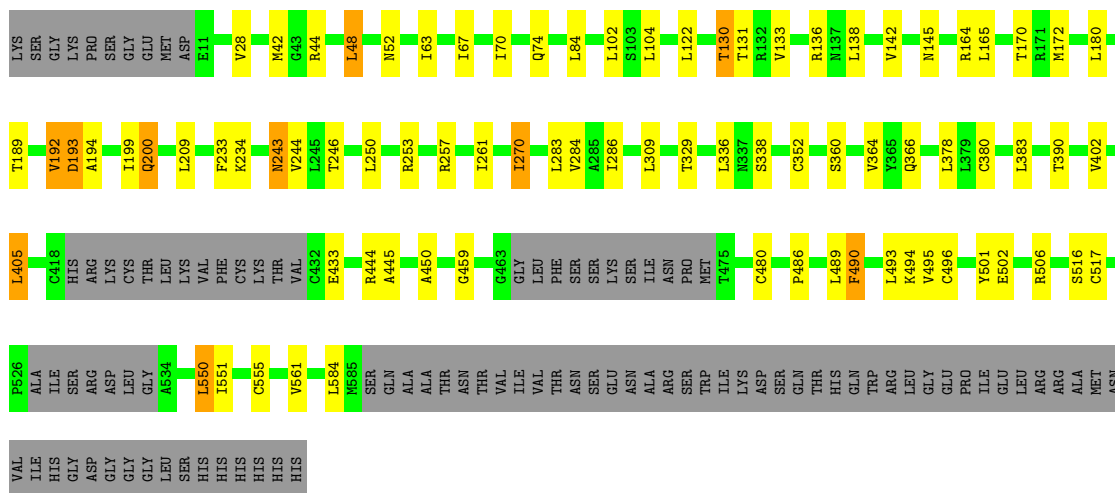 LYS SER GLY LYS PRO SER GLY GLU MET ASP E11 V28 M42 G43 R44 L48 N52 I63 I67 I70 Q74 L84 L102 S103 L104 L122 T130 T131 R132 V133 R136 N137 L138 V142 N145 R164 L165 T170 R171 M172 L180
T189 V192 D193 A194 I199 Q200 L209 F233 K234 N243 V244 L245 T246 L250 R253 R257 I261 I270 L283 V284 A285 I286 L309 T329 L336 N337 S338 C352 S360 V364 Y365 Q366 L378 L379 C380 L383 T390 V402
L405 C418 HIS ARG LYS CYS THR LEU LYS VAL PHE CYS LYS THR VAL C432 E433 R444 A445 A450 G459 G463 GLY LEU PHE SER SER LYS SER ILE ASN PRO MET T475 C480 P486 L489 F490 L493 K494 V495 C496 Y501 E502 R506 S516 C517
P526 ALA ILE SER ARG ASP LEU GLY A534 L550 I551 C555 V561 L584 M585 SER GLN ALA ALA THR ASN THR VAL ILE VAL THR ASN SER GLU ASN ALA ARG SER TRP ILE LYS ASP SER GLN THR HIS GLN TRP ARG LEU GLY GLU PRO ILE GLU LEU ARG ARG ALA MET ASN
VAL ILE HIS GLY ASP GLY GLY LEU SER HIS HIS HIS HIS HIS HIS